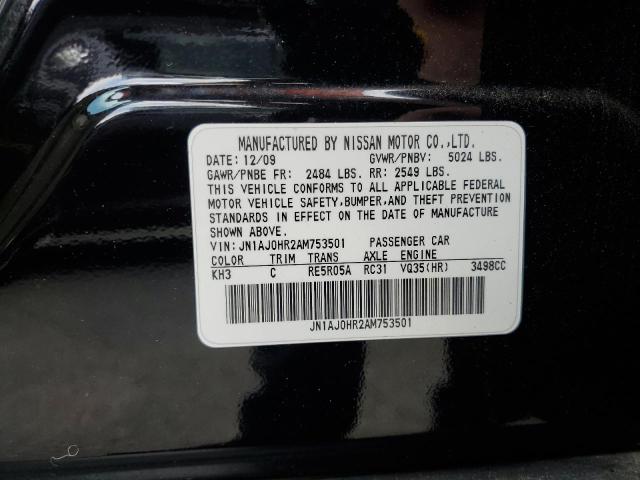 MANUFACTURED BY NISSAN MOTOR CO.,LTD.
DATE: 12/09 GVWR/PNBV: 5024 LBS.
GAWR/PNBE FR: 2484 LBS. RR: 2549 LBS.
THIS VEHICLE CONFORMS TO ALL APPLICABLE FEDERAL
MOTOR VEHICLE SAFETY,BUMPER,AND THEFT PREVENTION
STANDARDS IN EFFECT ON THE DATE OF MANUFACTURE
SHOWN ABOVE.
VIN: JN1AJ0HR2AM753501 PASSENGER CAR
COLOR TRIM TRANS AXLE ENGINE
KH3 C RE5R05A RC31 VQ35(HR) 3498CC
JN1AJ0HR2AM753501